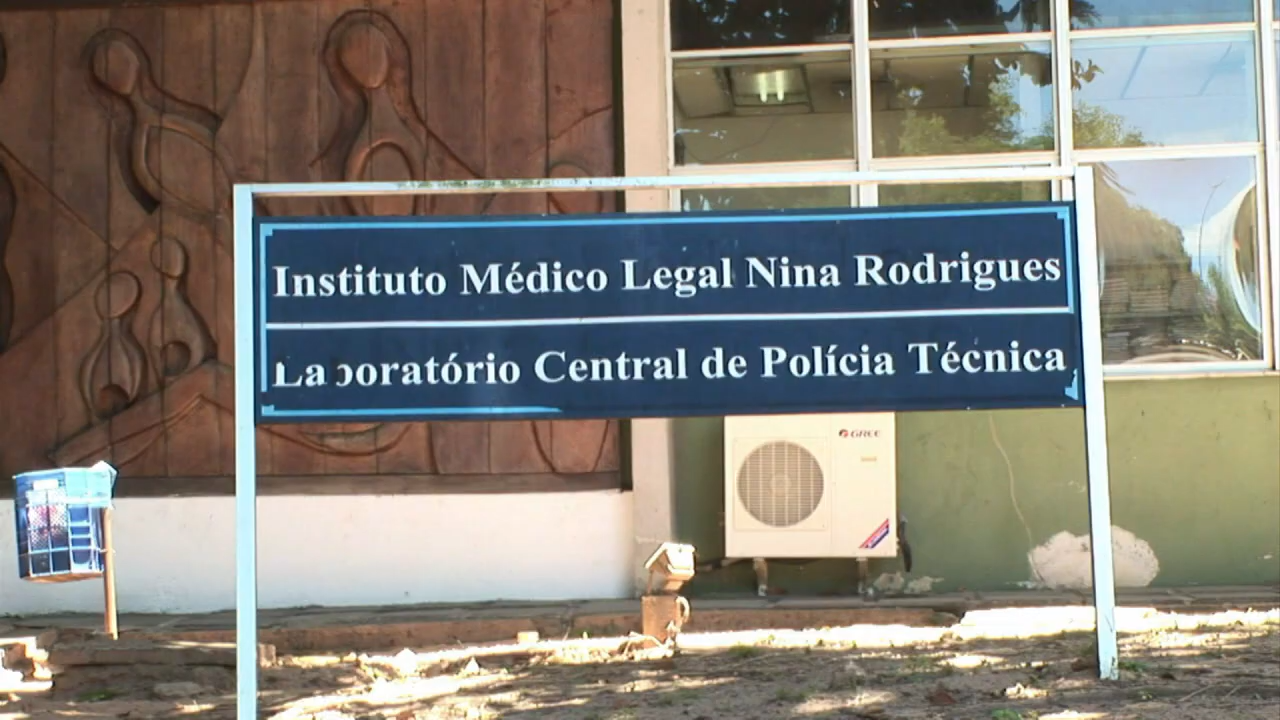 Instituto Médico Legal Nina Rodrigues
Laboratório Central de Polícia Técnica
GREE